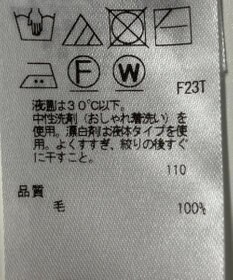 F W
F23T
液温は30℃以下。
中性洗剤(おしゃれ着洗い)を
使用。漂白剤は液体タイプを使
用。よくすすぎ、絞りの後すぐ
に干すこと。
110
品質
毛 100%